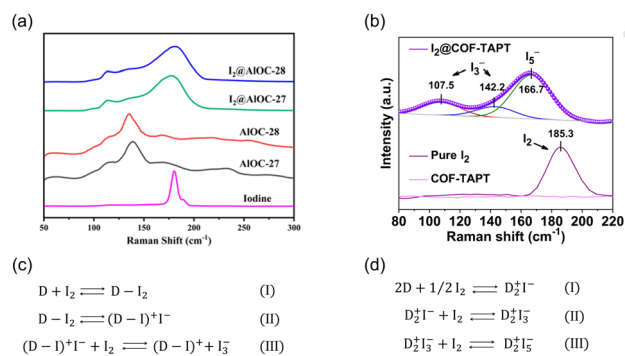 (a)
I₂@AlOC-28
I₂@AlOC-27
AlOC-28
AlOC-27
Iodine
50 100 150 200 250 300
Raman Shift (cm⁻¹)
(b)
I₂@COF-TAPT
I₅⁻
I₃⁻
107.5
142.2
166.7
185.3
I₂
Pure I₂
COF-TAPT
Intensity (a.u.)
80 100 120 140 160 180 200 220
Raman shift (cm⁻¹)
(c)
D + I₂ ⇌ D − I₂ (I)
D − I₂ ⇌ (D − I)⁺I⁻ (II)
(D − I)⁺I⁻ + I₂ ⇌ (D − I)⁺ + I₃⁻ (III)
(d)
2D + 1/2 I₂ ⇌ D₂⁺I⁻ (I)
D₂⁺I⁻ + I₂ ⇌ D₂⁺I₃⁻ (II)
D₂⁺I₃⁻ + I₂ ⇌ D₂⁺I₅⁻ (III)